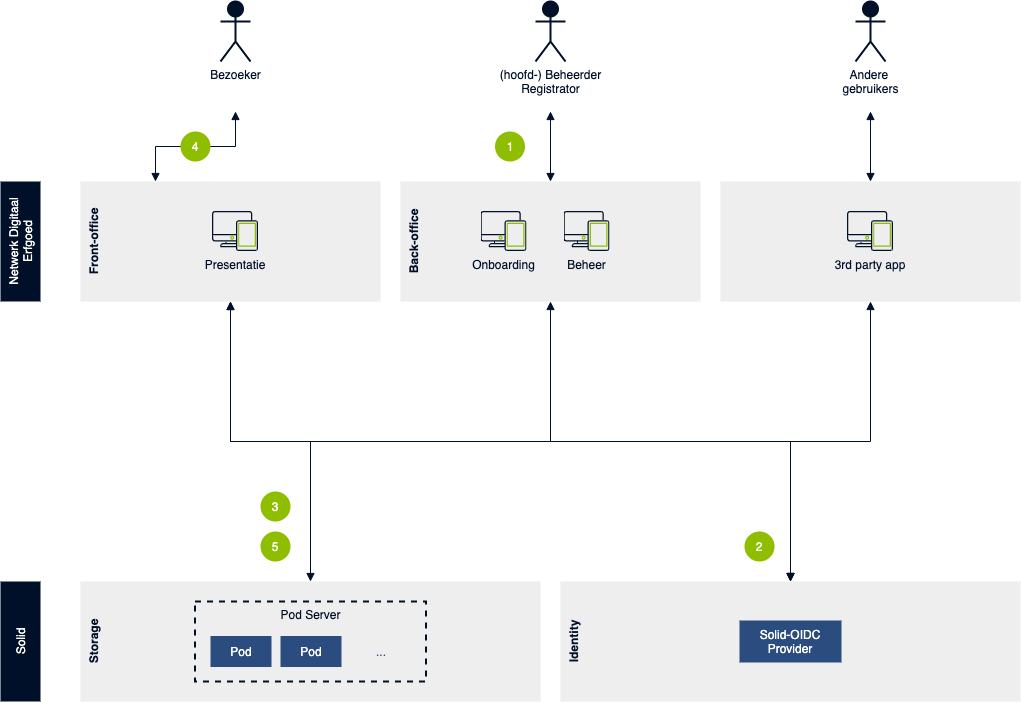 Bezoeker
(hoofd-) Beheerder
Registrator
Andere
gebruikers
4
1
Netwerk Digitaal
Erfgoed
Front-office
Presentatie
Back-office
Onboarding
Beheer
3rd party app
3
5
2
Solid
Storage
Pod Server
Pod
Pod
...
Identity
Solid-OIDC
Provider